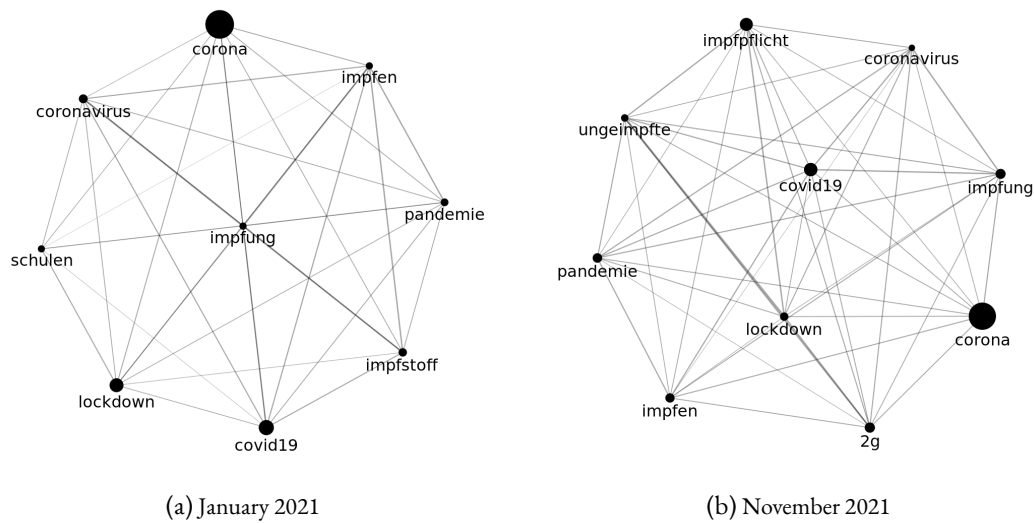 corona
impfen
coronavirus
pandemie
impfung
schulen
impfstoff
lockdown
covid19
(a) January 2021
impfpflicht
coronavirus
ungeimpfte
covid19
impfung
pandemie
lockdown
corona
impfen
2g
(b) November 2021